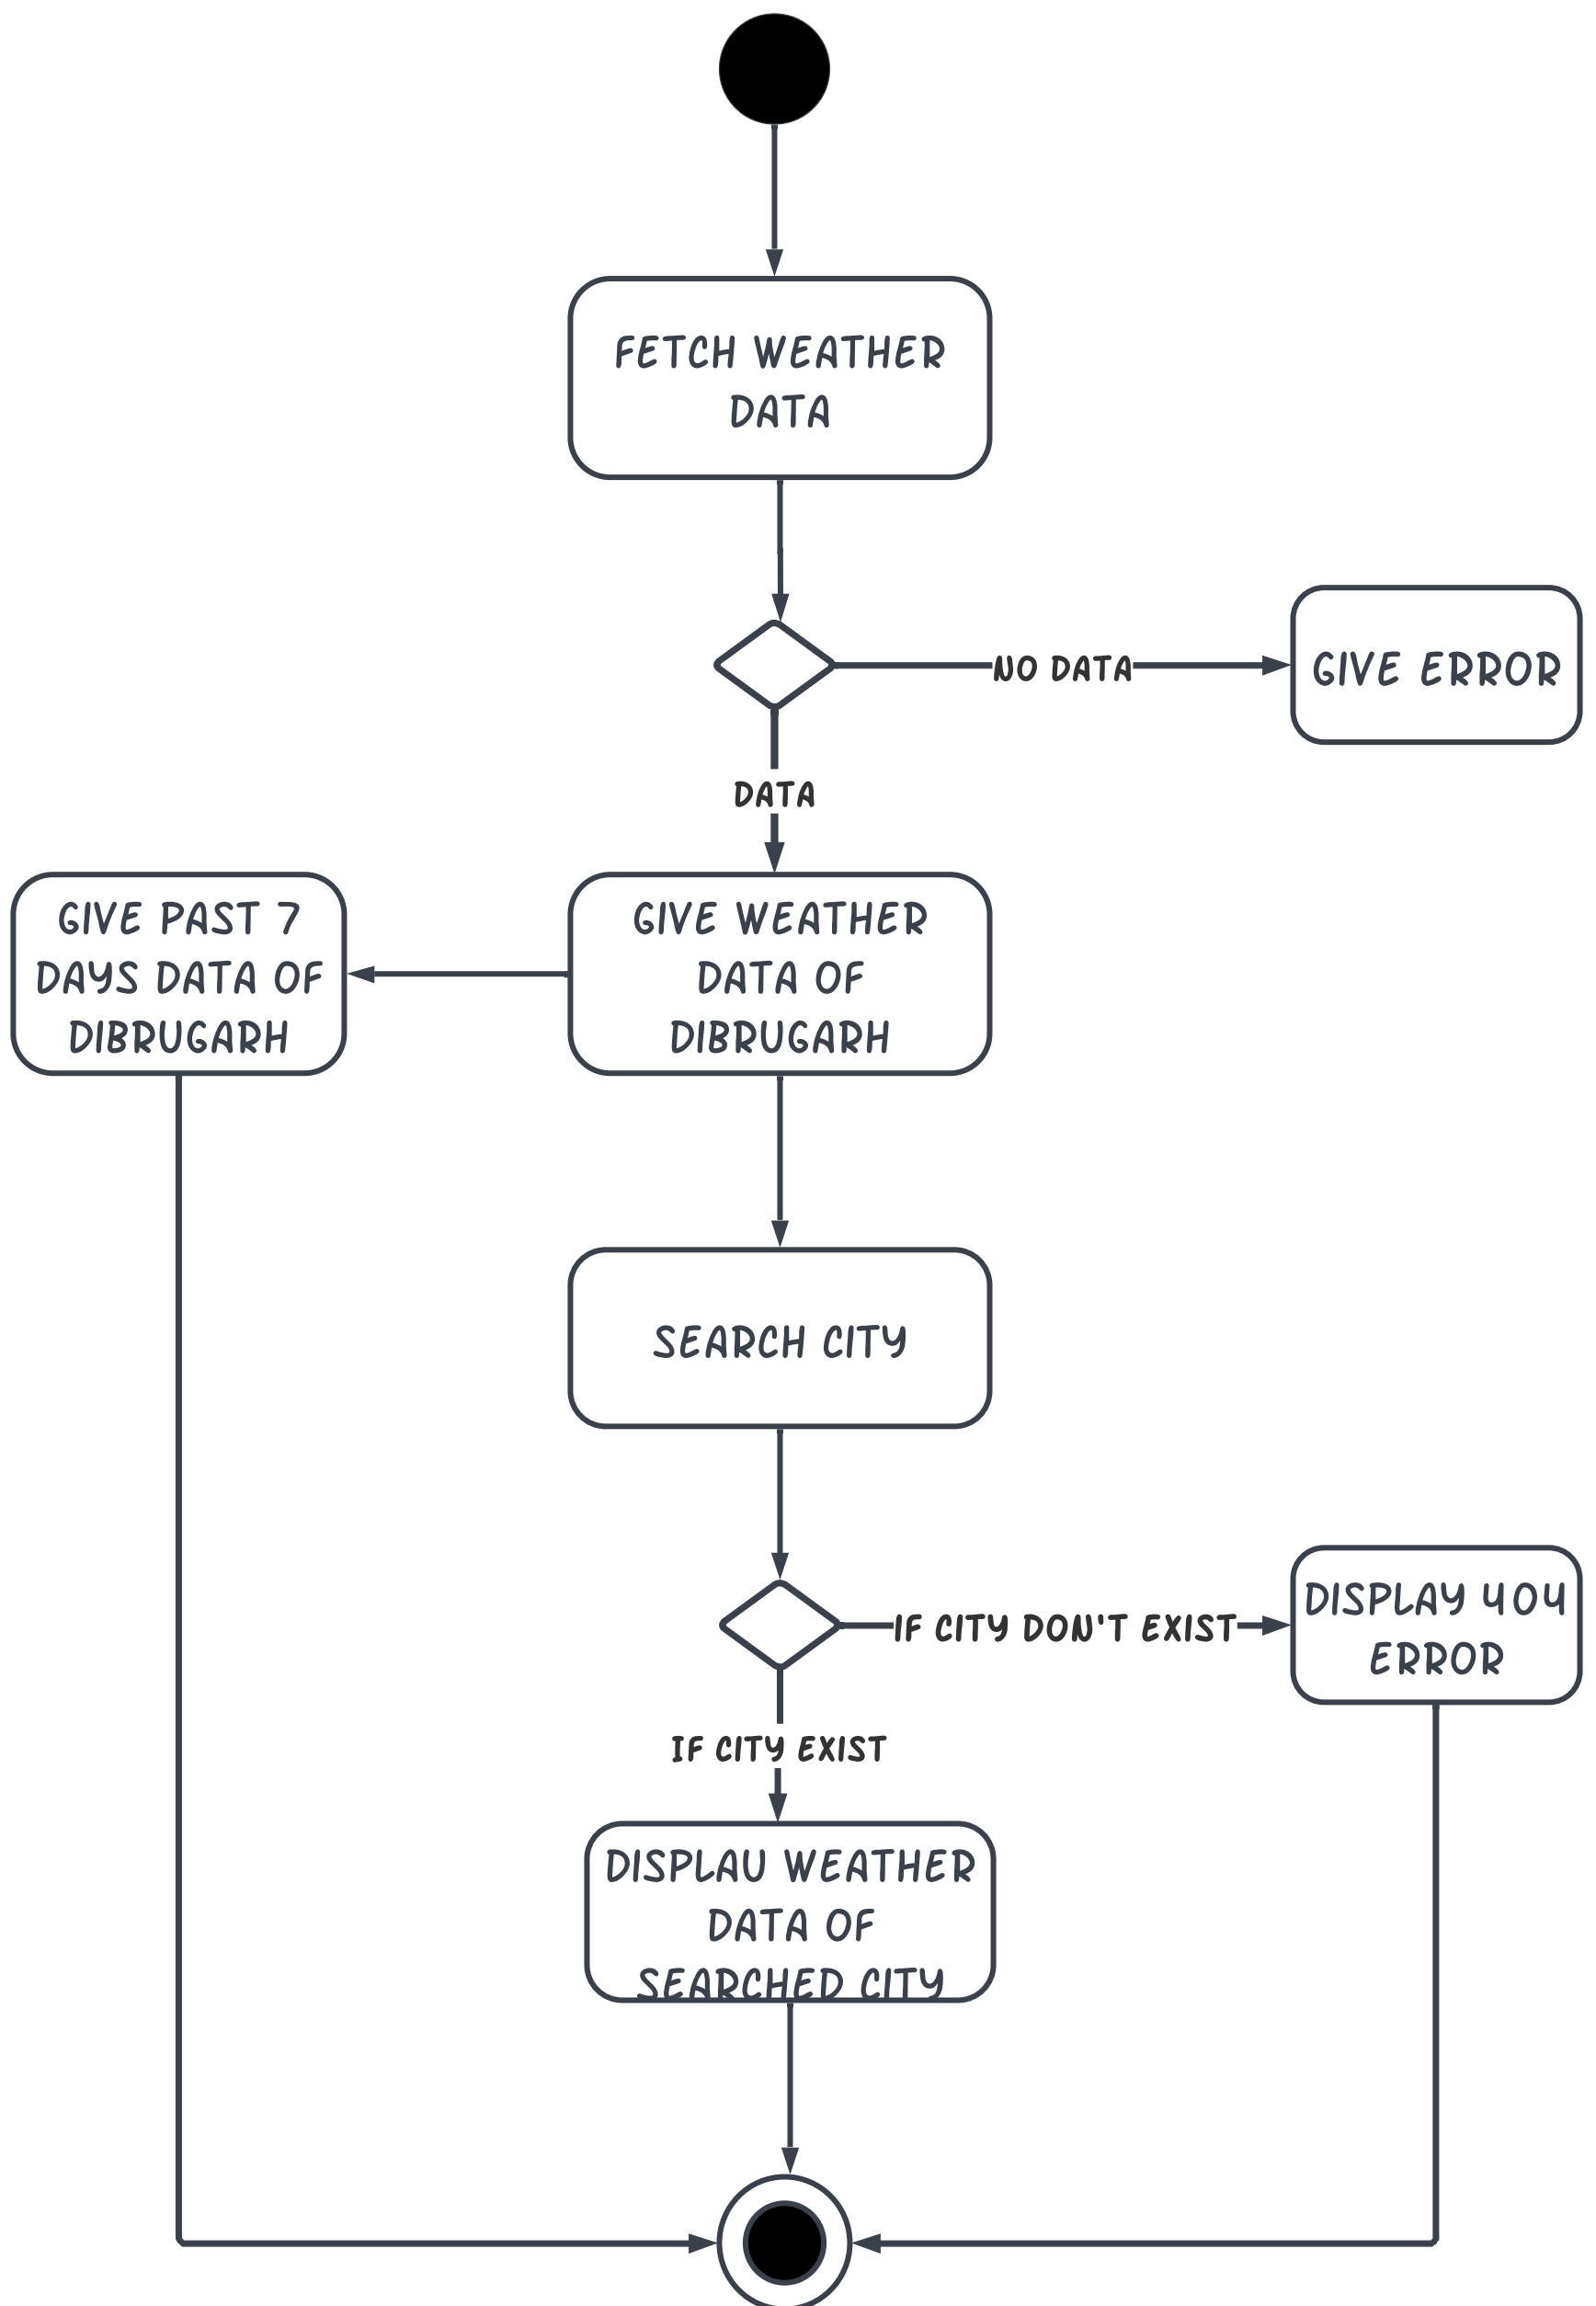 FETCH WEATHER
DATA
NO DATA
GIVE ERROR
DATA
GIVE PAST 7
DAYS DATA OF
DIBRUGARH
GIVE WEATHER
DATA OF
DIBRUGARH
SEARCH CITY
IF CITY DON'T EXIST
DISPLAY 404
ERROR
IF CITY EXIST
DISPLAU WEATHER
DATA OF
SEARCHED CITY